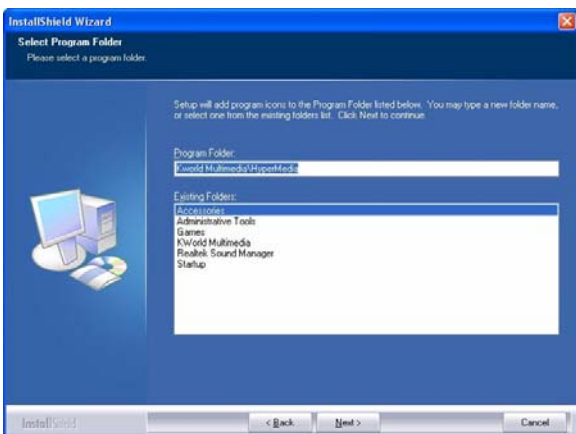 InstallShield Wizard
Select Program Folder
Please select a program folder.
Setup will add program icons to the Program Folder listed below. You may type a new folder name,
or select one from the existing folders list. Click Next to continue.
Program Folder:
Kworld Multimedia\HyperMedia
Existing Folders:
Accessories
Administrative Tools
Games
KWorld Multimedia
Realtek Sound Manager
Startup
InstallShield
< Back
Next >
Cancel